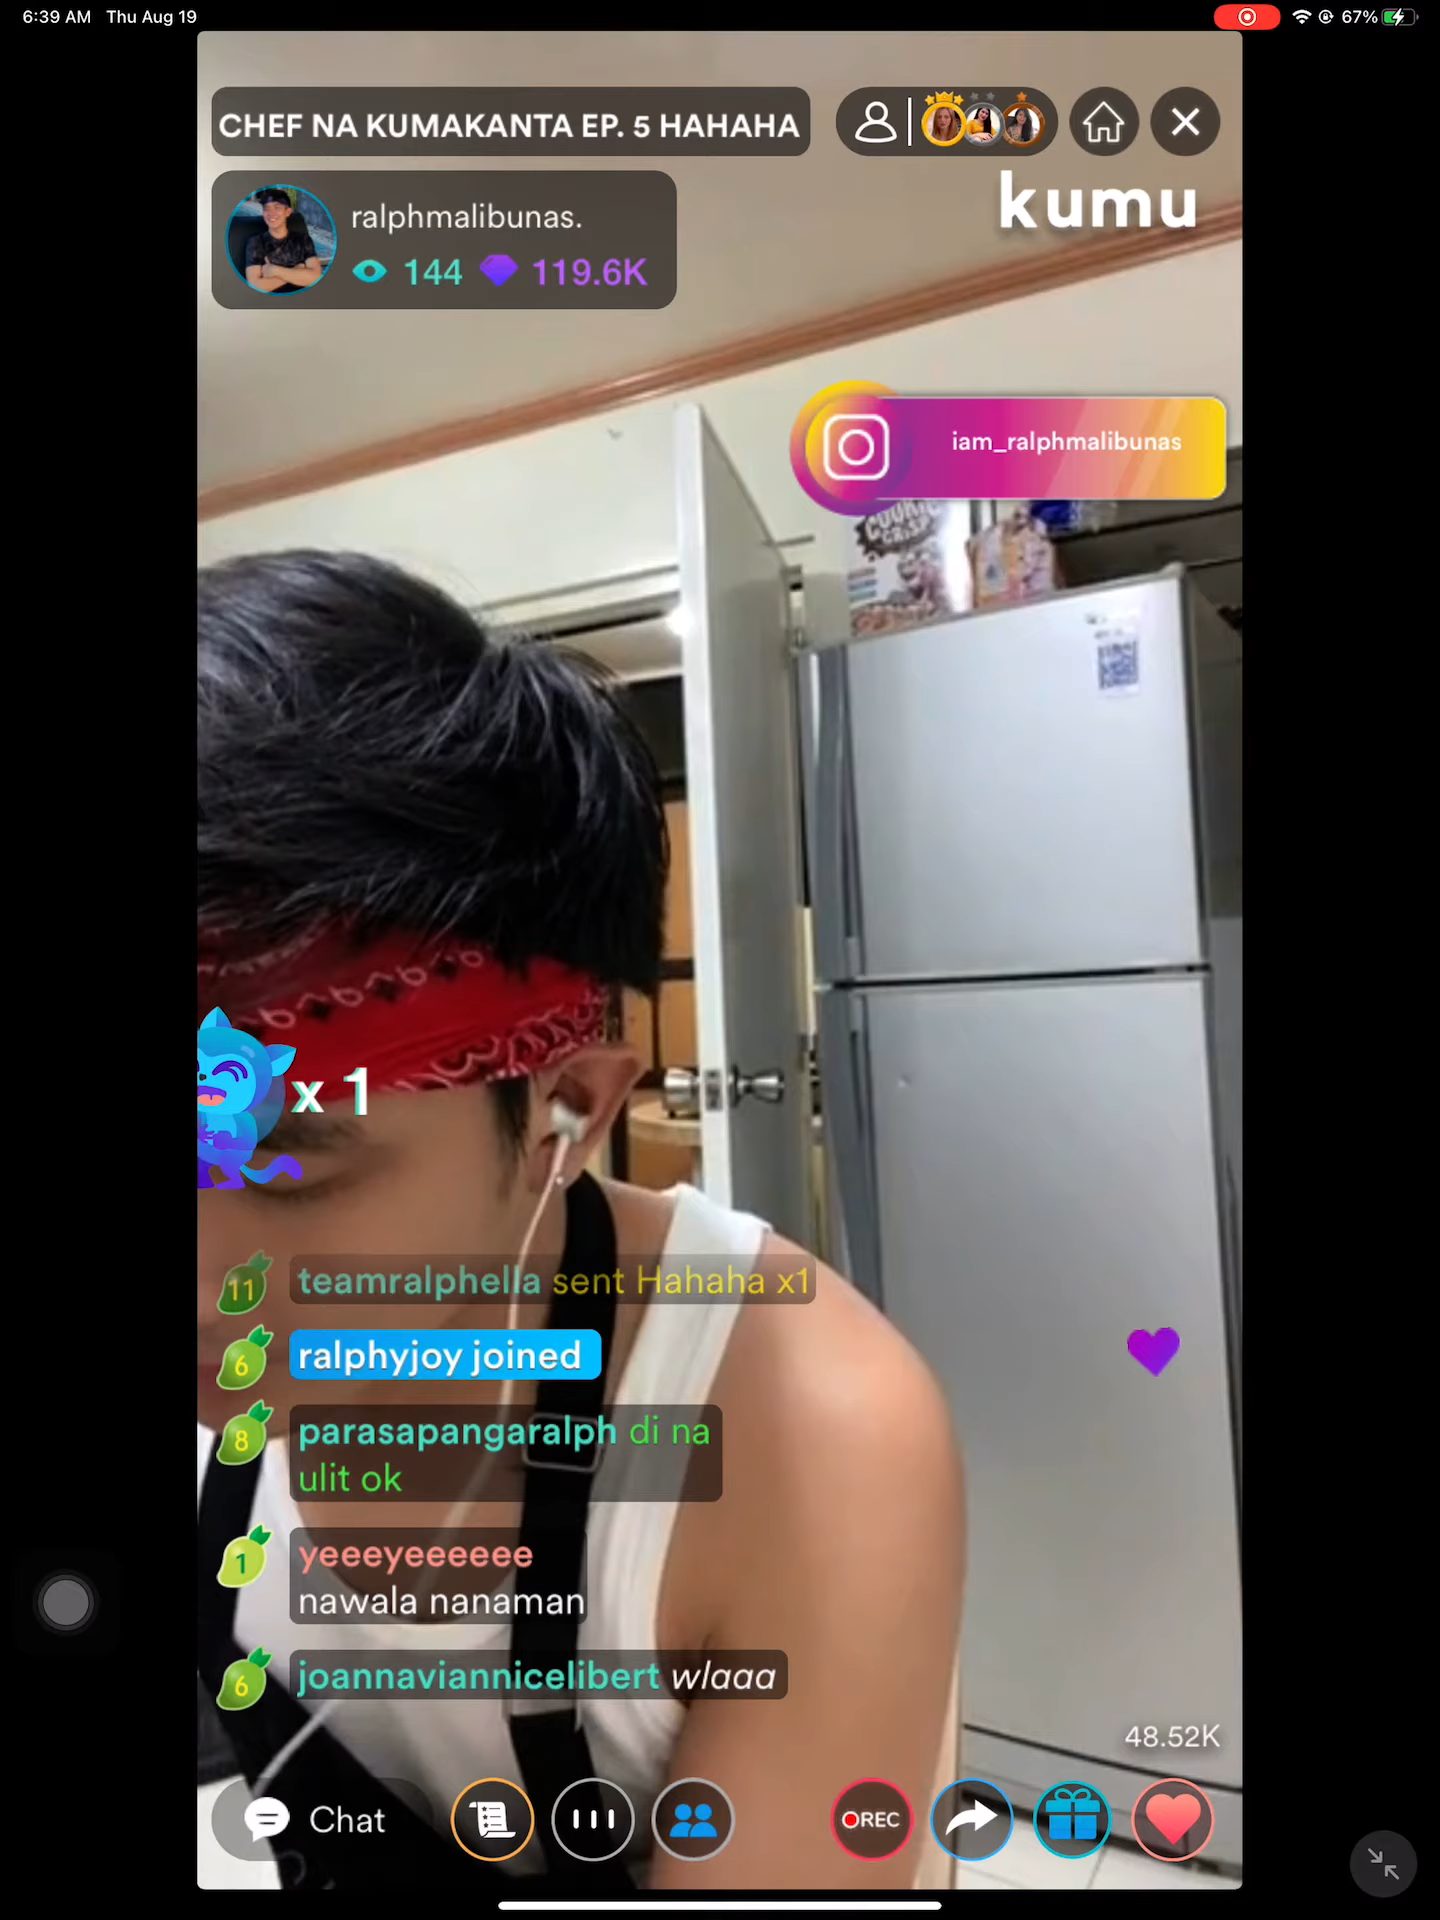 6:39 AM Thu Aug 19
67%
CHEF NA KUMAKANTA EP. 5 HAHAHA
kumu
ralphmalibunas.
144 119.6K
iam_ralphmalibunas
COOKIE
CRISP
x 1
11 teamralphella sent Hahaha x1
6 ralphyjoy joined
8 parasapangaralph di na
ulit ok
1 yeeeyeeeeee
nawala nanaman
6 joannaviannicelibert wlaaa
48.52K
Chat
REC